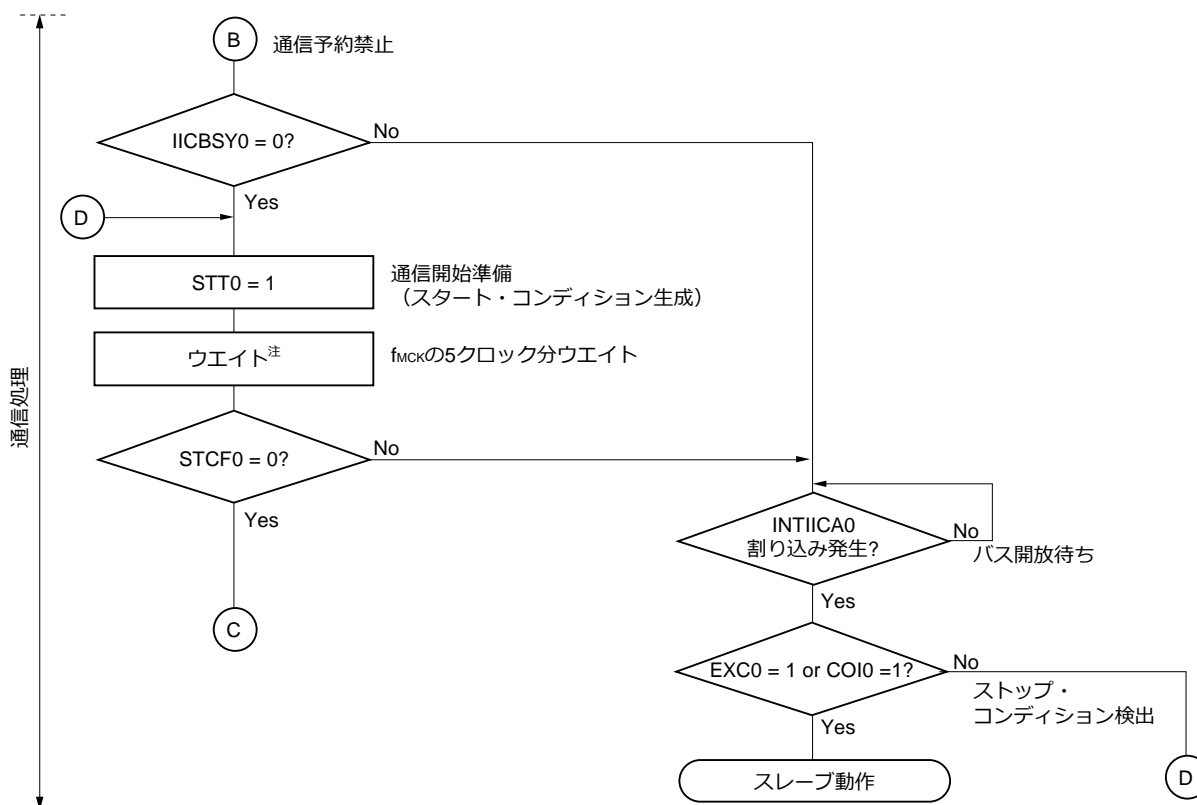 B 通信予約禁止
IICBSY0 = 0?
No
Yes
D
STT0 = 1
通信開始準備
（スタート・コンディション生成）
ウエイト注
fMCKの5クロック分ウエイト
通信処理
STCF0 = 0?
No
Yes
C
INTIICA0
割り込み発生?
No
バス開放待ち
Yes
EXC0 = 1 or COI0 =1?
No
ストップ・
コンディション検出
Yes
スレーブ動作
D